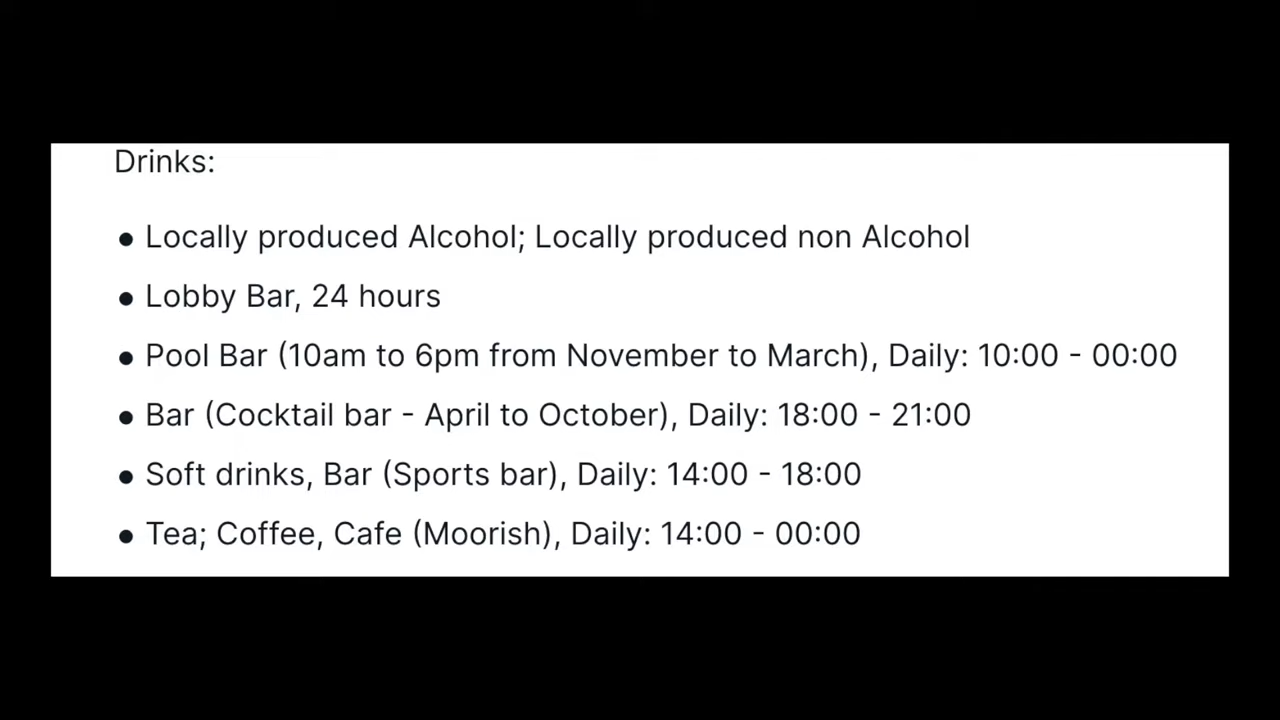 Drinks:
● Locally produced Alcohol; Locally produced non Alcohol
● Lobby Bar, 24 hours
● Pool Bar (10am to 6pm from November to March), Daily: 10:00 - 00:00
● Bar (Cocktail bar - April to October), Daily: 18:00 - 21:00
● Soft drinks, Bar (Sports bar), Daily: 14:00 - 18:00
● Tea; Coffee, Cafe (Moorish), Daily: 14:00 - 00:00